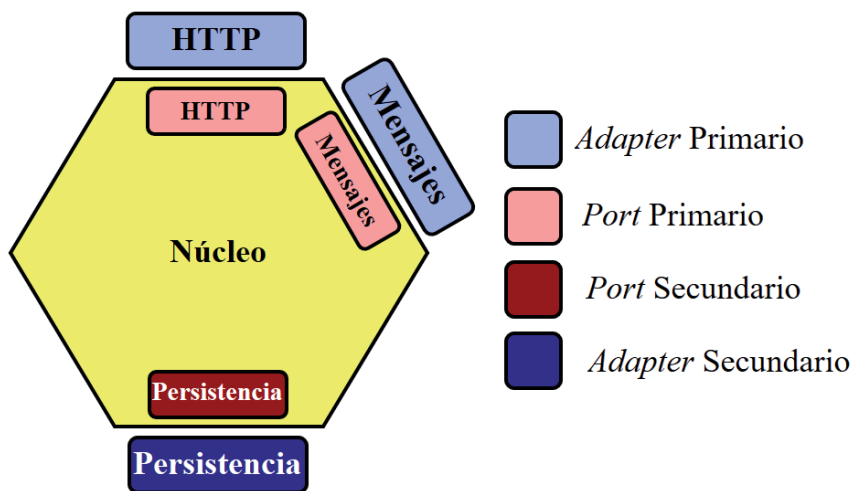 HTTP
HTTP
Mensajes
Mensajes
Núcleo
Persistencia
Persistencia
Adapter Primario
Port Primario
Port Secundario
Adapter Secundario